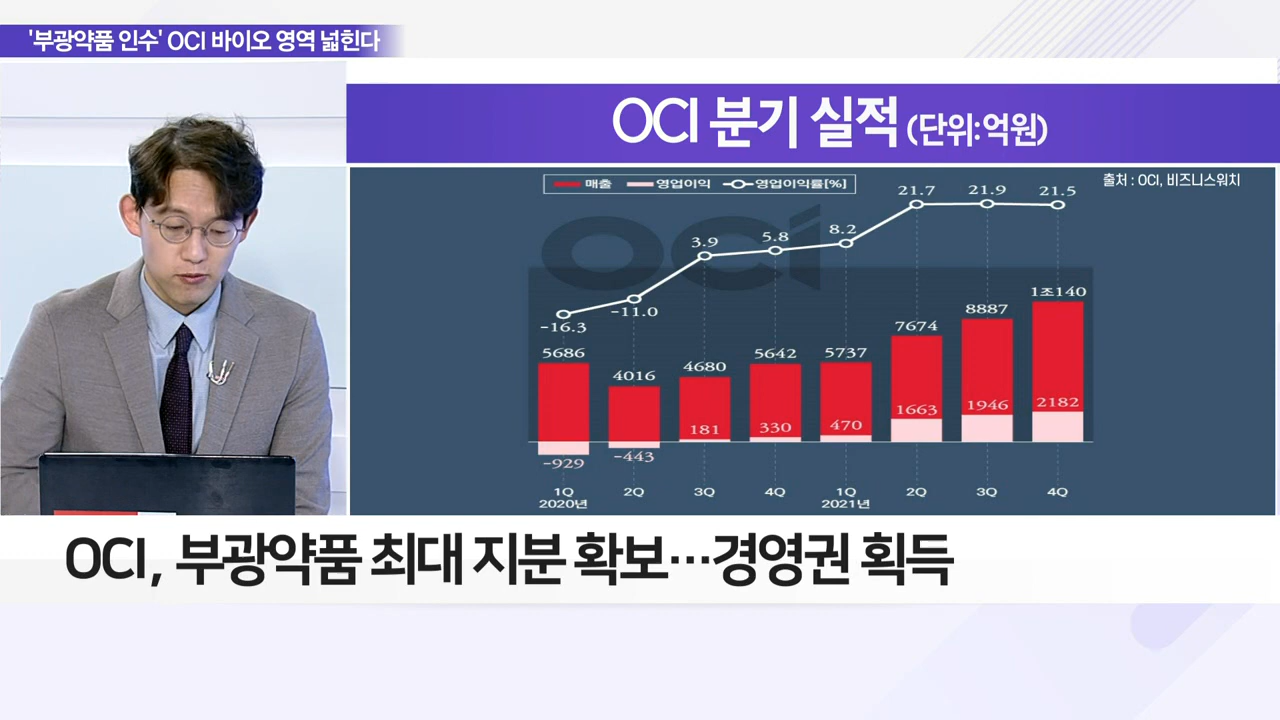 '부광약품 인수' OCI 바이오 영역 넓힌다
OCI 분기 실적 (단위:억원)
매출 영업이익 영업이익률[%]
출처 : OCI, 비즈니스워치
OCI
-16.3 -11.0 3.9 5.8 8.2 21.7 21.9 21.5
5686 4016 4680 5642 5737 7674 8887 1조140
-929 -443 181 330 470 1663 1946 2182
1Q 2Q 3Q 4Q 1Q 2Q 3Q 4Q
2020년 2021년
OCI, 부광약품 최대 지분 확보…경영권 획득